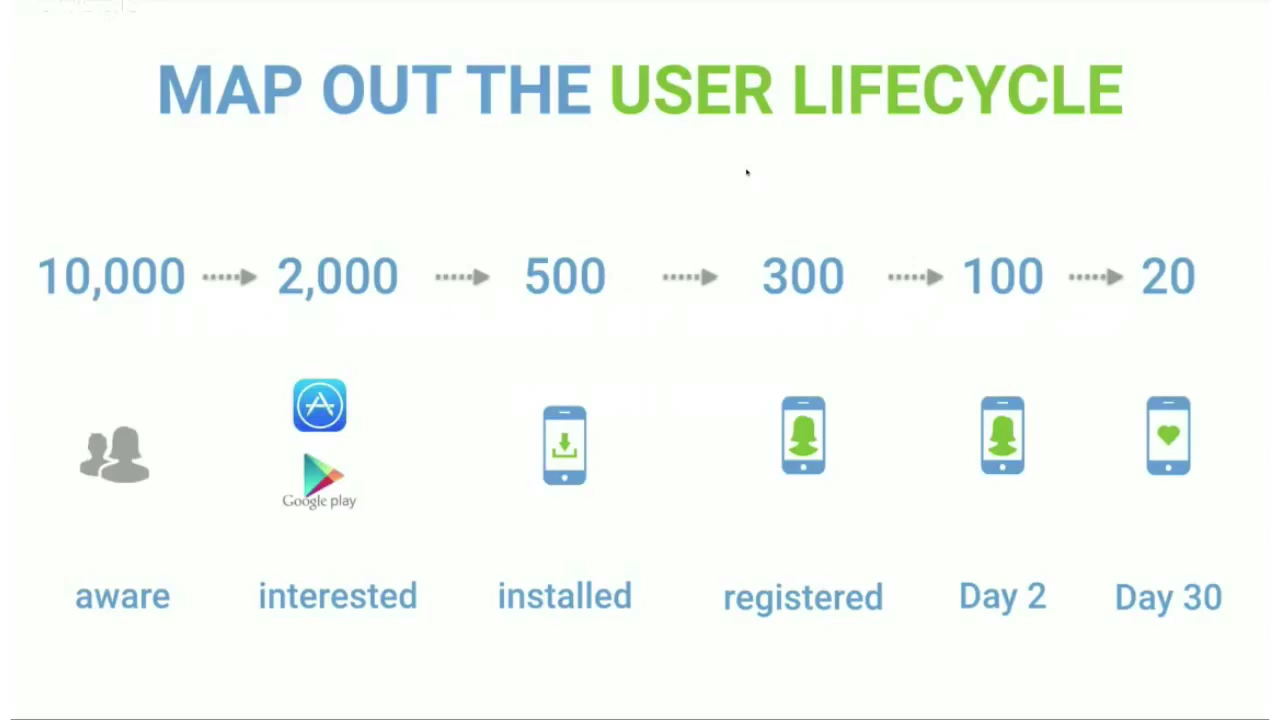 MAP OUT THE USER LIFECYCLE
10,000 2,000 500 300 100 20
Google play
aware interested installed registered Day 2 Day 30